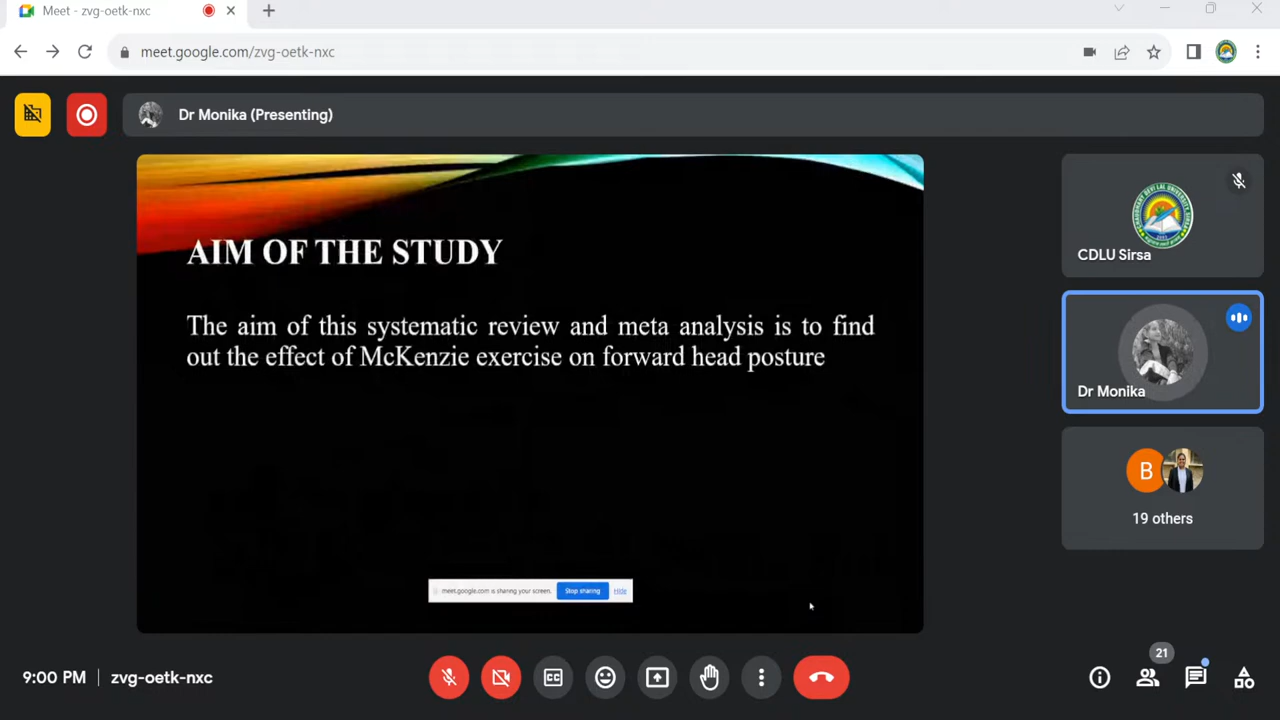 Meet - zvg-oetk-nxc
meet.google.com/zvg-oetk-nxc
Dr Monika (Presenting)
AIM OF THE STUDY
The aim of this systematic review and meta analysis is to find
out the effect of McKenzie exercise on forward head posture
meet.google.com is sharing your screen. Stop sharing Hide
CDLU Sirsa
Dr Monika
B
19 others
9:00 PM zvg-oetk-nxc
CC
21